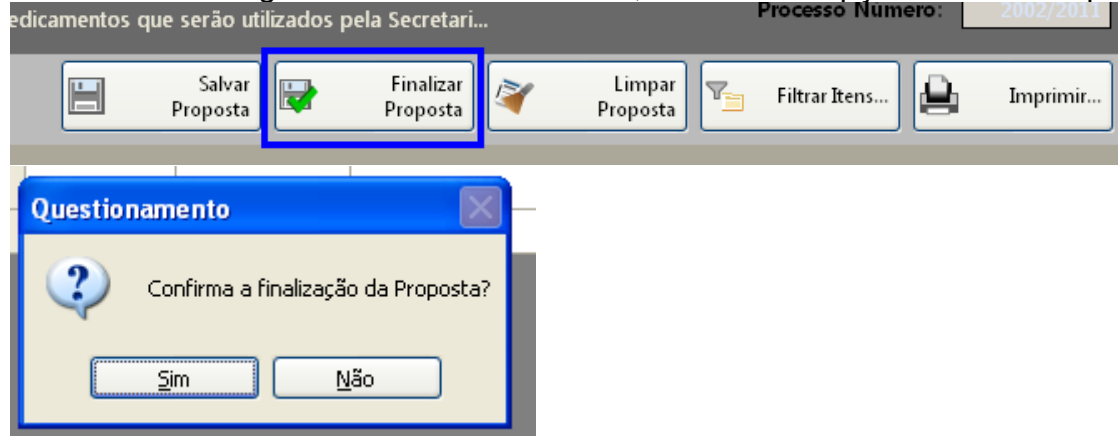 edicamentos que serão utilizados pela Secretari...
Processo Número: 2002/2011
Salvar
Proposta
Finalizar
Proposta
Limpar
Proposta
Filtrar Itens...
Imprimir...
Questionamento
Confirma a finalização da Proposta?
Sim
Não